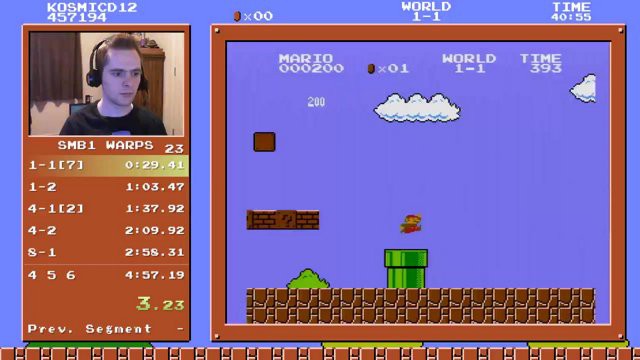 KOSMICD12
457194
×00
WORLD
1-1
TIME
40:55
MARIO
000200
×01
WORLD
1-1
TIME
393
200
?
SMB1 WARPS 23
1-1[7] 0:29.41
1-2 1:03.47
4-1[2] 1:37.92
4-2 2:09.92
8-1 2:58.31
4 5 6 4:57.19
3.23
Prev. Segment -